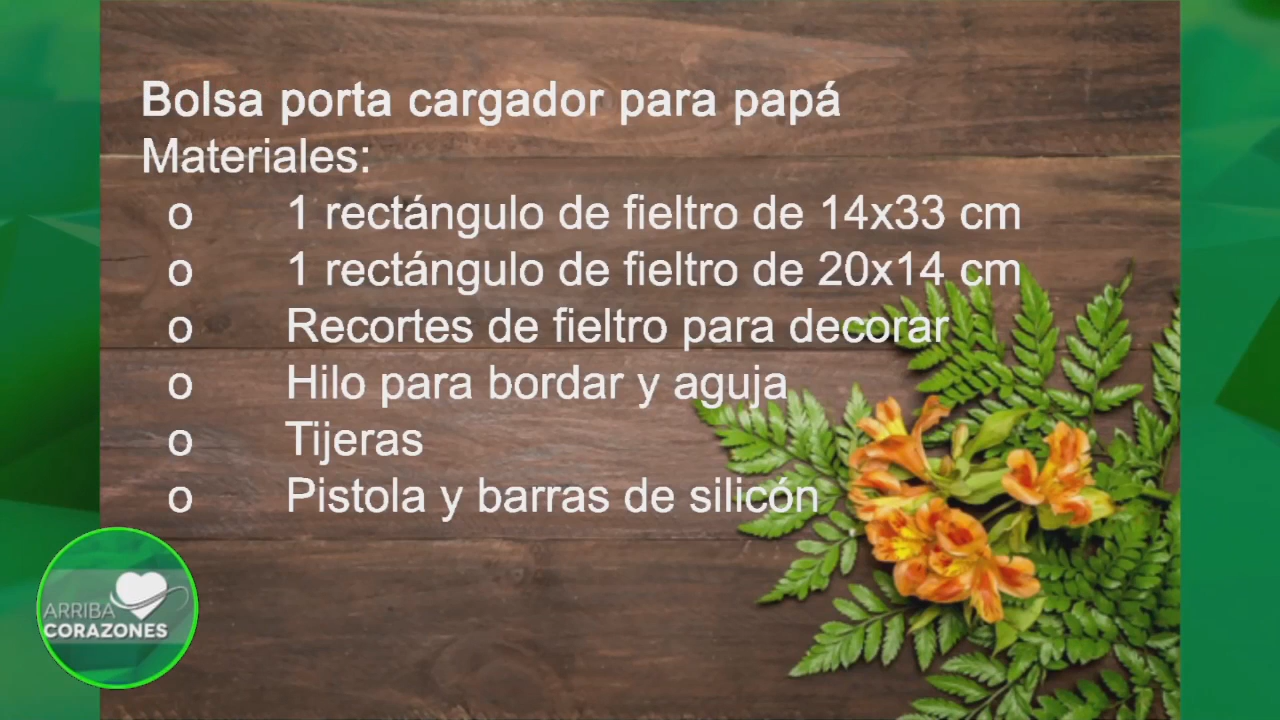 Bolsa porta cargador para papá
Materiales:
o 1 rectángulo de fieltro de 14x33 cm
o 1 rectángulo de fieltro de 20x14 cm
o Recortes de fieltro para decorar
o Hilo para bordar y aguja
o Tijeras
o Pistola y barras de silicón
ARRIBA
CORAZONES